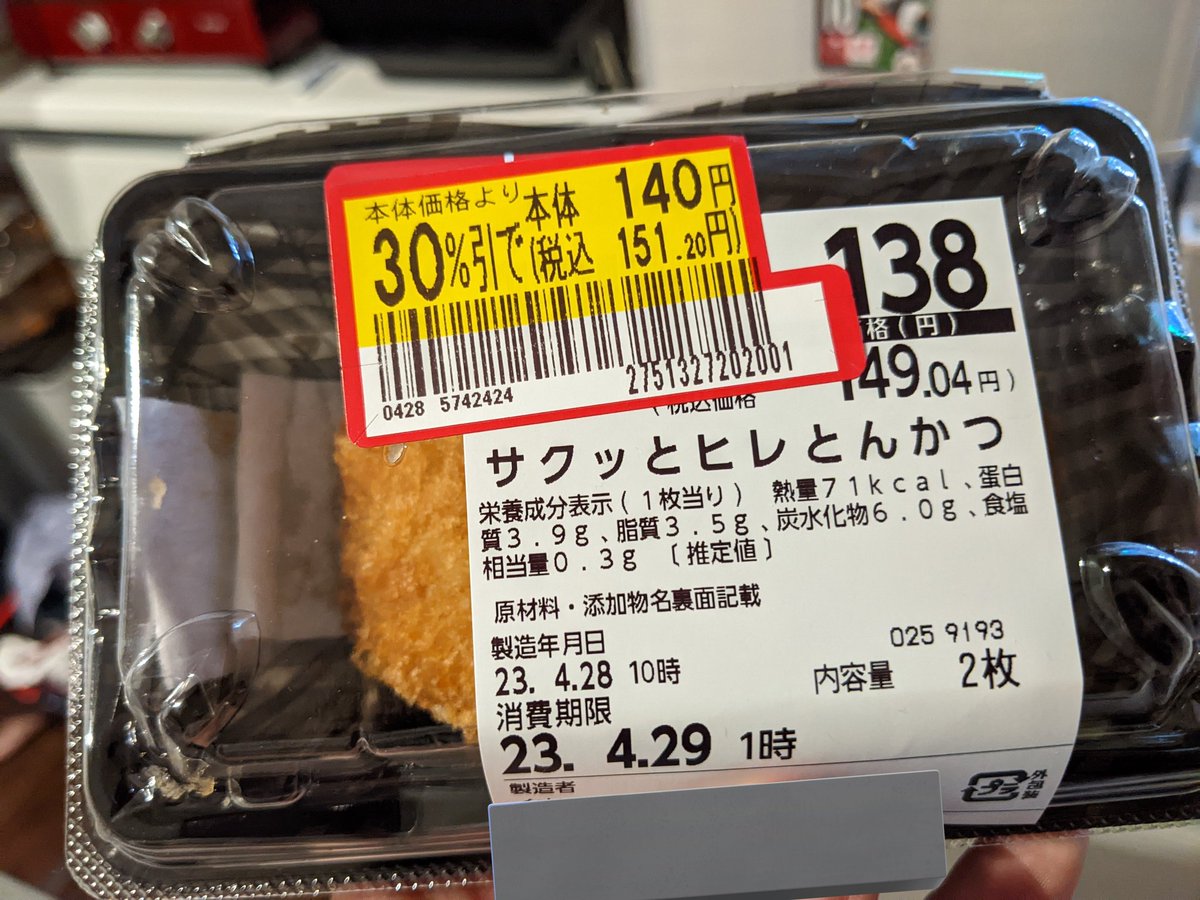 本体価格より
30%引で
本体 140円
(税込 151.20円)
0428 5742424
2751327202001
138
格(円)
(税込価格 149.04円)
サクッとヒレとんかつ
栄養成分表示(1枚当り) 熱量71kcal、蛋白
質3.9g、脂質3.5g、炭水化物6.0g、食塩
相当量0.3g 〔推定値〕
原材料・添加物名裏面記載
製造年月日
025 9193
23. 4.28 10時
内容量 2枚
消費期限
23. 4.29 1時
製造者
プラ
外包装